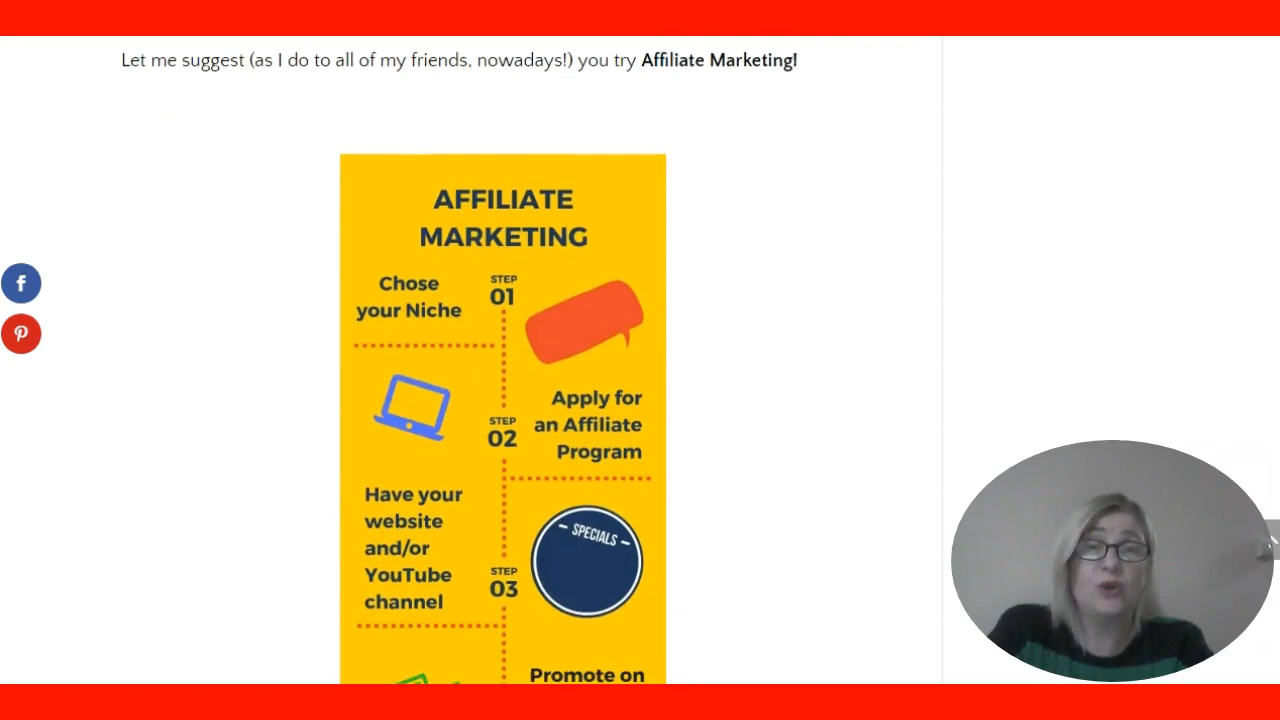 Let me suggest (as I do to all of my friends, nowadays!) you try Affiliate Marketing!
AFFILIATE
MARKETING
STEP
01
Chose
your Niche
STEP
02
Apply for
an Affiliate
Program
Have your
website
and/or
YouTube
channel
STEP
03
– SPECIALS –
Promote on